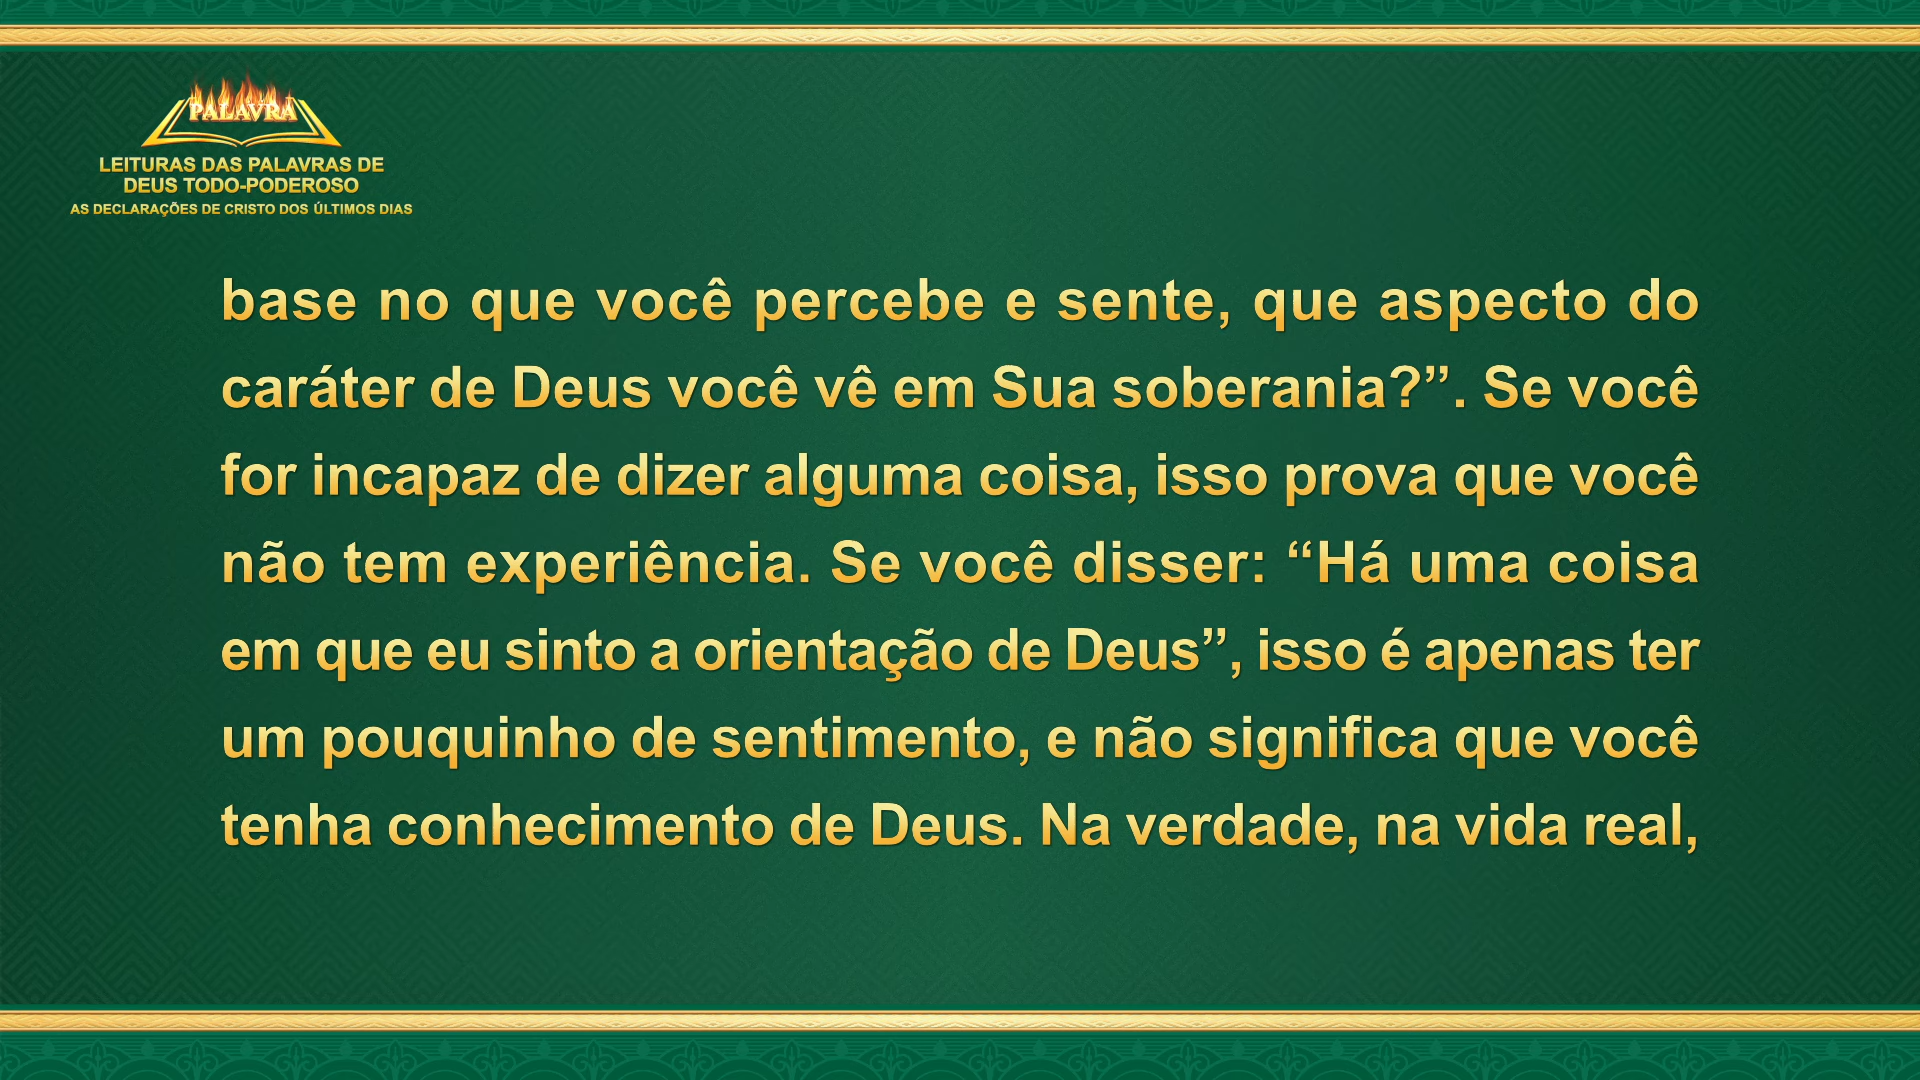 PALAVRA
LEITURAS DAS PALAVRAS DE
DEUS TODO-PODEROSO
AS DECLARAÇÕES DE CRISTO DOS ÚLTIMOS DIAS
base no que você percebe e sente, que aspecto do
caráter de Deus você vê em Sua soberania?”. Se você
for incapaz de dizer alguma coisa, isso prova que você
não tem experiência. Se você disser: “Há uma coisa
em que eu sinto a orientação de Deus”, isso é apenas ter
um pouquinho de sentimento, e não significa que você
tenha conhecimento de Deus. Na verdade, na vida real,